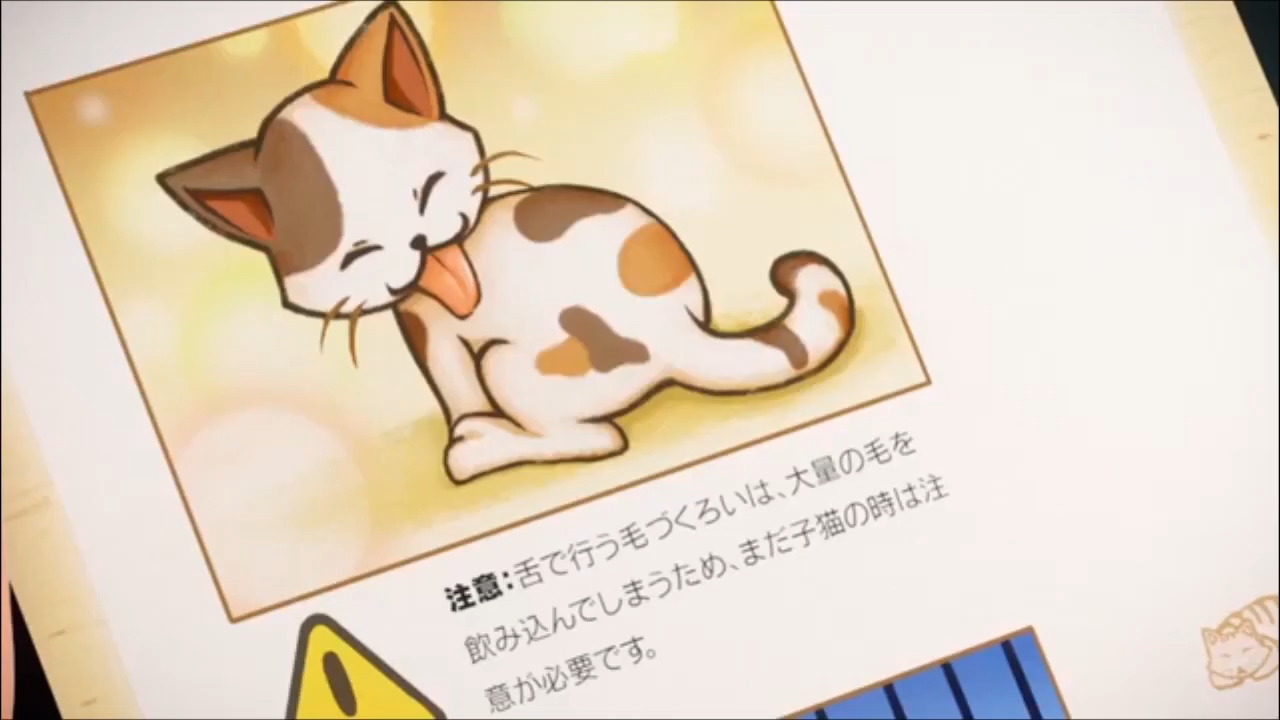 注意：舌で行う毛づくろいは、大量の毛を
飲み込んでしまうため、まだ子猫の時は注
意が必要です。